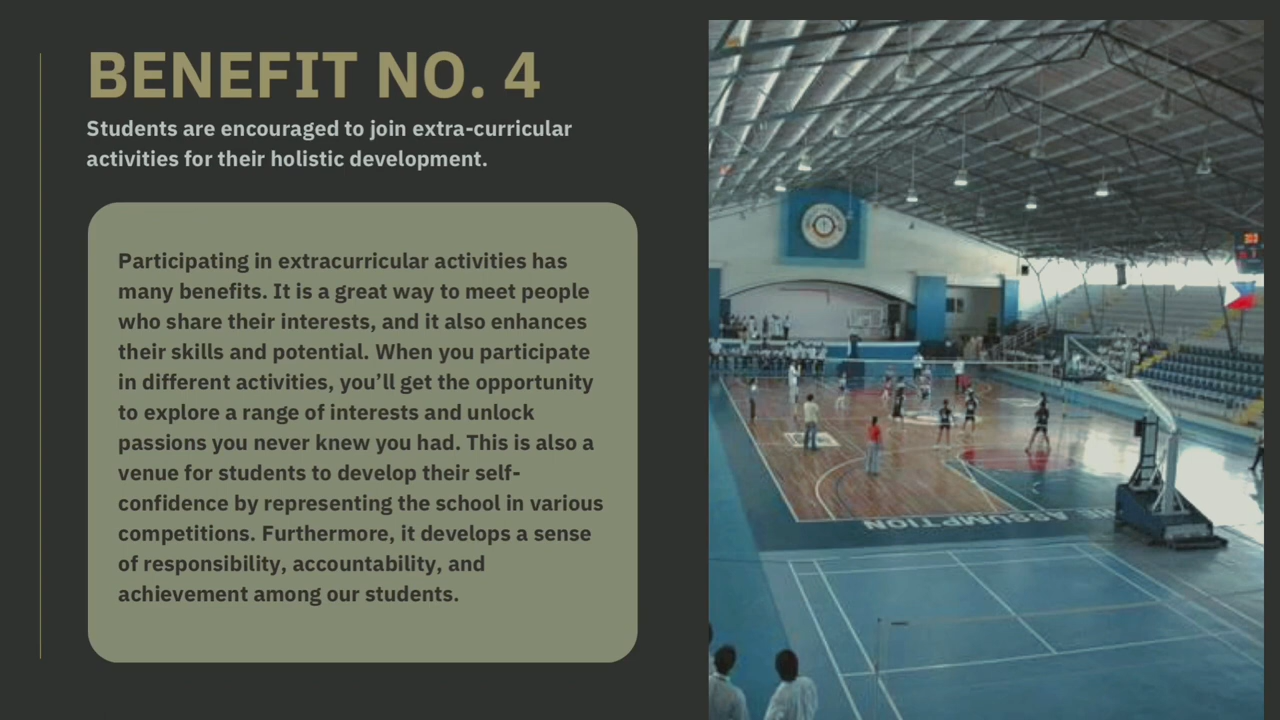 BENEFIT NO. 4
Students are encouraged to join extra-curricular
activities for their holistic development.
Participating in extracurricular activities has
many benefits. It is a great way to meet people
who share their interests, and it also enhances
their skills and potential. When you participate
in different activities, you’ll get the opportunity
to explore a range of interests and unlock
passions you never knew you had. This is also a
venue for students to develop their self-
confidence by representing the school in various
competitions. Furthermore, it develops a sense
of responsibility, accountability, and
achievement among our students.
ASSUMPTION